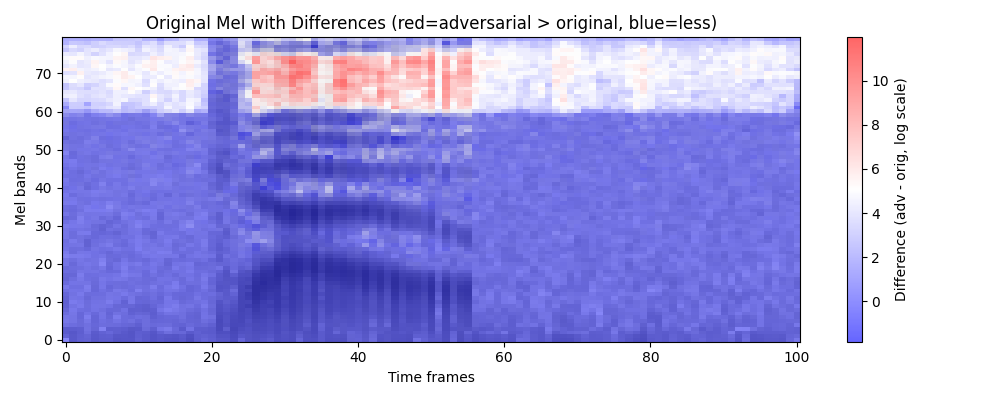 Original Mel with Differences (red=adversarial > original, blue=less)
Mel bands
70
60
50
40
30
20
10
0
0 20 40 60 80 100
Time frames
10
8
6
4
2
0
Difference (adv - orig, log scale)